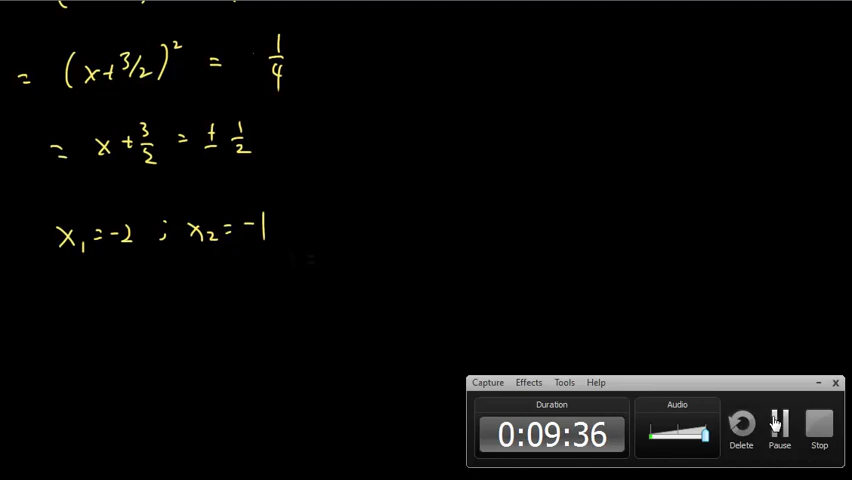 = (x+3/2)² = 1/4
= x + 3/2 = ± 1/2
x₁ = -2 ; x₂ = -1
Capture Effects Tools Help
Duration Audio
0:09:36
Delete Pause Stop